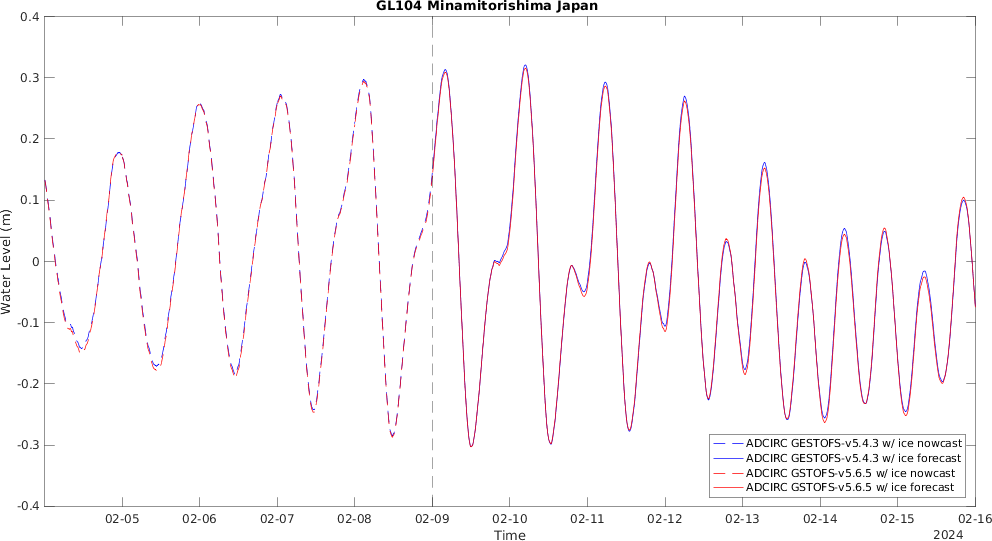 GL104 Minamitorishima Japan
0.4
0.3
0.2
0.1
0
-0.1
-0.2
-0.3
-0.4
Water Level (m)
02-05 02-06 02-07 02-08 02-09 02-10 02-11 02-12 02-13 02-14 02-15 02-16
Time
2024
ADCIRC GESTOFS-v5.4.3 w/ ice nowcast
ADCIRC GESTOFS-v5.4.3 w/ ice forecast
ADCIRC GSTOFS-v5.6.5 w/ ice nowcast
ADCIRC GSTOFS-v5.6.5 w/ ice forecast